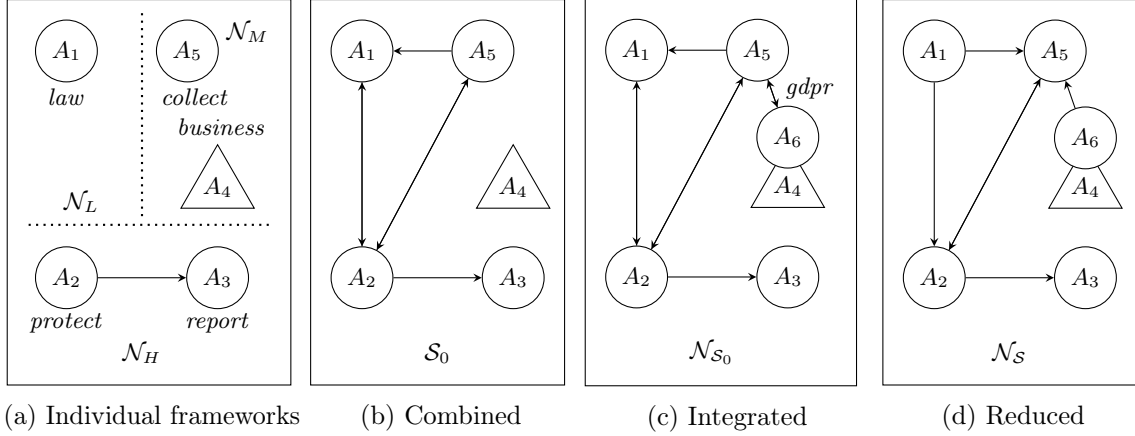 A₁
law
A₅
collect
𝒩_M
business
A₄
𝒩_L
A₂
protect
A₃
report
𝒩_H
(a) Individual frameworks
A₁
A₅
A₄
A₂
A₃
𝒮₀
(b) Combined
A₁
A₅
gdpr
A₆
A₄
A₂
A₃
𝒩_𝒮₀
(c) Integrated
A₁
A₅
A₆
A₄
A₂
A₃
𝒩_𝒮
(d) Reduced